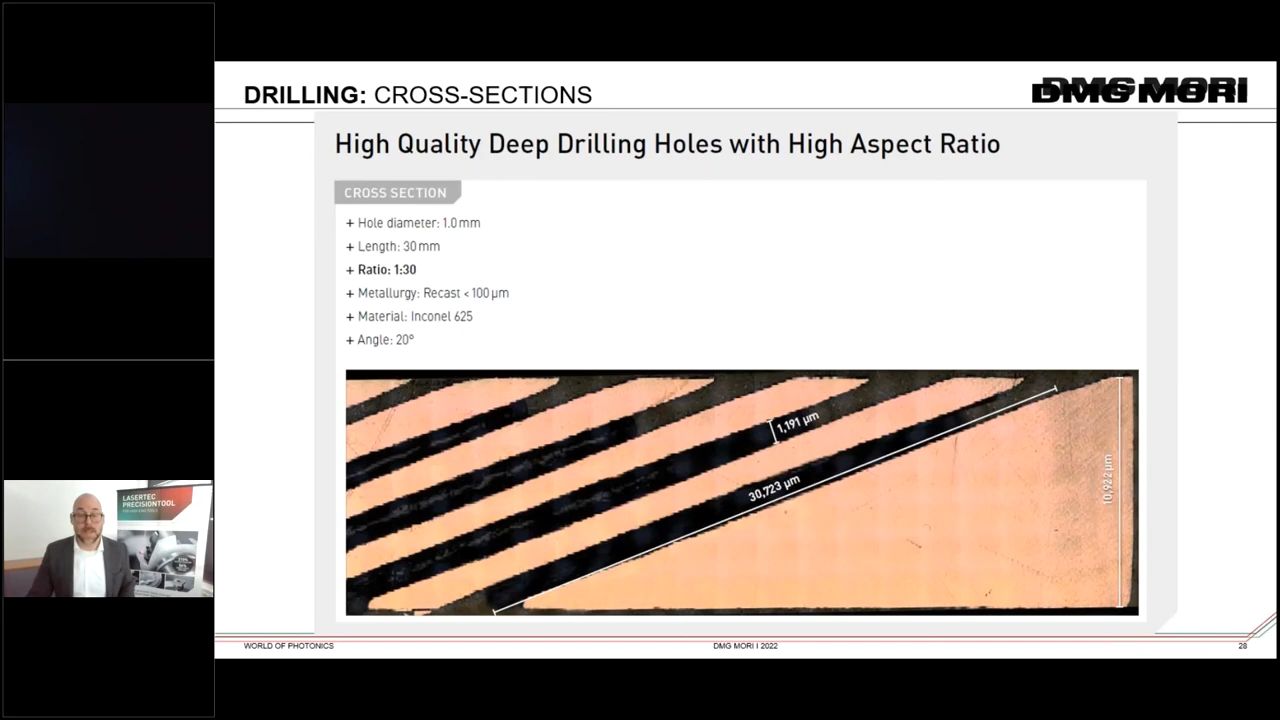 DRILLING: CROSS-SECTIONS
DMG MORI
High Quality Deep Drilling Holes with High Aspect Ratio
CROSS SECTION
+ Hole diameter: 1.0 mm
+ Length: 30 mm
+ Ratio: 1:30
+ Metallurgy: Recast < 100 µm
+ Material: Inconel 625
+ Angle: 20°
1,191 µm
30,723 µm
10,922 µm
LASERTEC
PRECISIONTOOL
WORLD OF PHOTONICS
DMG MORI I 2022
28